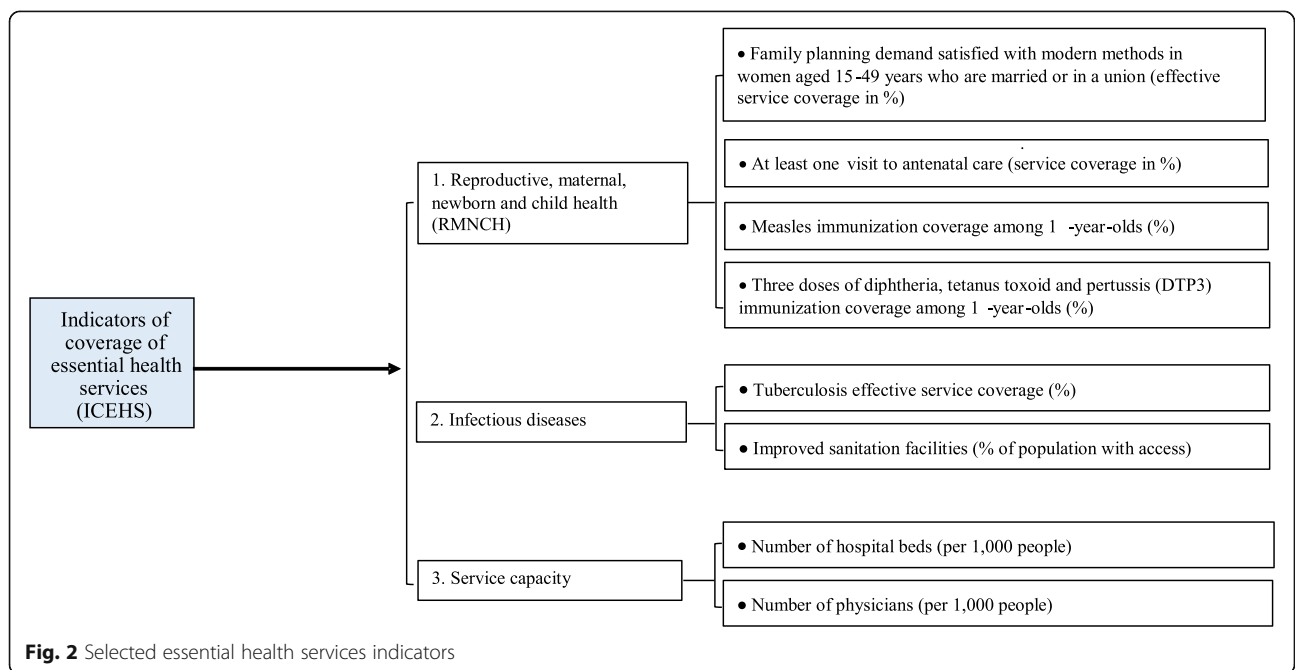 Indicators of
coverage of
essential health
services
(ICEHS)
1. Reproductive, maternal,
newborn and child health
(RMNCH)
• Family planning demand satisfied with modern methods in
women aged 15-49 years who are married or in a union (effective
service coverage in %)
• At least one visit to antenatal care (service coverage in %)
• Measles immunization coverage among 1 -year-olds (%)
• Three doses of diphtheria, tetanus toxoid and pertussis (DTP3)
immunization coverage among 1 -year-olds (%)
2. Infectious diseases
• Tuberculosis effective service coverage (%)
• Improved sanitation facilities (% of population with access)
3. Service capacity
• Number of hospital beds (per 1,000 people)
• Number of physicians (per 1,000 people)
Fig. 2 Selected essential health services indicators